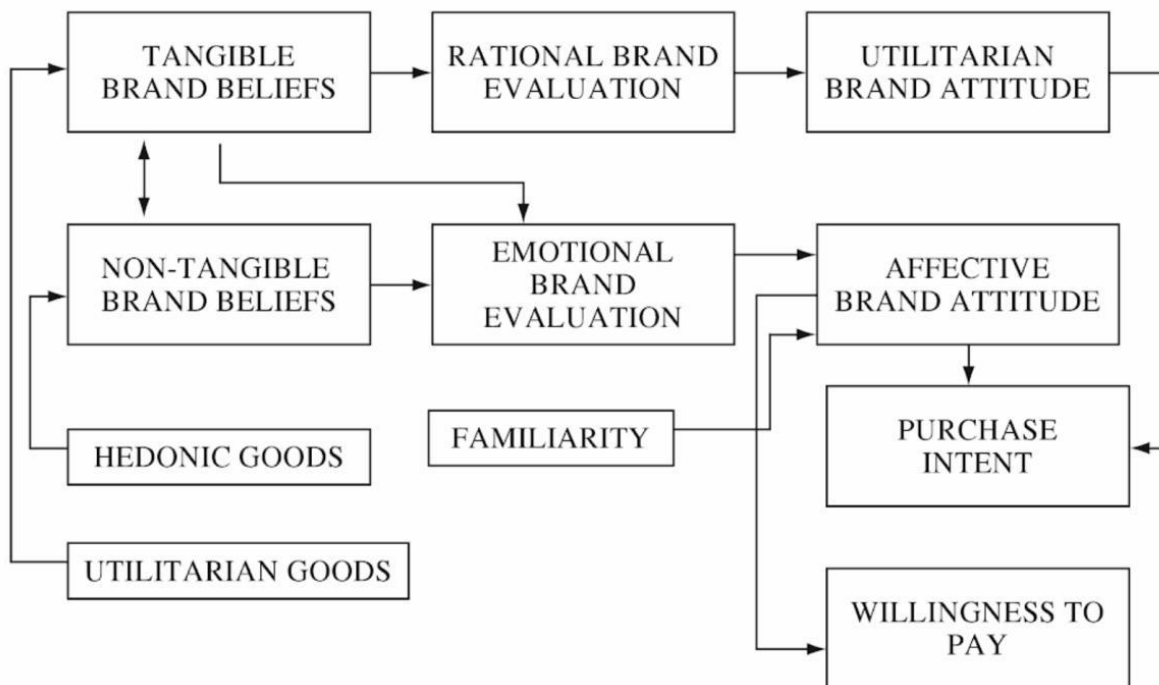 TANGIBLE
BRAND BELIEFS
RATIONAL BRAND
EVALUATION
UTILITARIAN
BRAND ATTITUDE
NON-TANGIBLE
BRAND BELIEFS
EMOTIONAL
BRAND
EVALUATION
AFFECTIVE
BRAND ATTITUDE
HEDONIC GOODS
FAMILIARITY
PURCHASE
INTENT
UTILITARIAN GOODS
WILLINGNESS TO
PAY